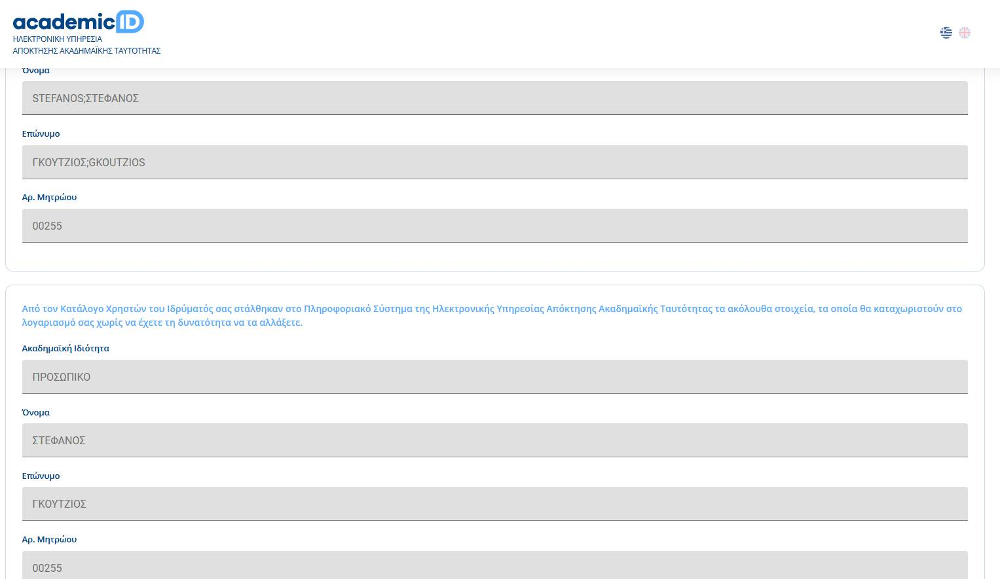 academicID
ΗΛΕΚΤΡΟΝΙΚΗ ΥΠΗΡΕΣΙΑ
ΑΠΟΚΤΗΣΗΣ ΑΚΑΔΗΜΑΪΚΗΣ ΤΑΥΤΟΤΗΤΑΣ
Όνομα
STEFANOS;ΣΤΕΦΑΝΟΣ
Επώνυμο
ΓΚΟΥΤΖΙΟΣ;GKOUTZIOS
Αρ. Μητρώου
00255
Από τον Κατάλογο Χρηστών του Ιδρύματός σας στάλθηκαν στο Πληροφοριακό Σύστημα της Ηλεκτρονικής Υπηρεσίας Απόκτησης Ακαδημαϊκής Ταυτότητας τα ακόλουθα στοιχεία, τα οποία θα καταχωριστούν στο
λογαριασμό σας χωρίς να έχετε τη δυνατότητα να τα αλλάξετε.
Ακαδημαϊκή Ιδιότητα
ΠΡΟΣΩΠΙΚΟ
Όνομα
ΣΤΕΦΑΝΟΣ
Επώνυμο
ΓΚΟΥΤΖΙΟΣ
Αρ. Μητρώου
00255